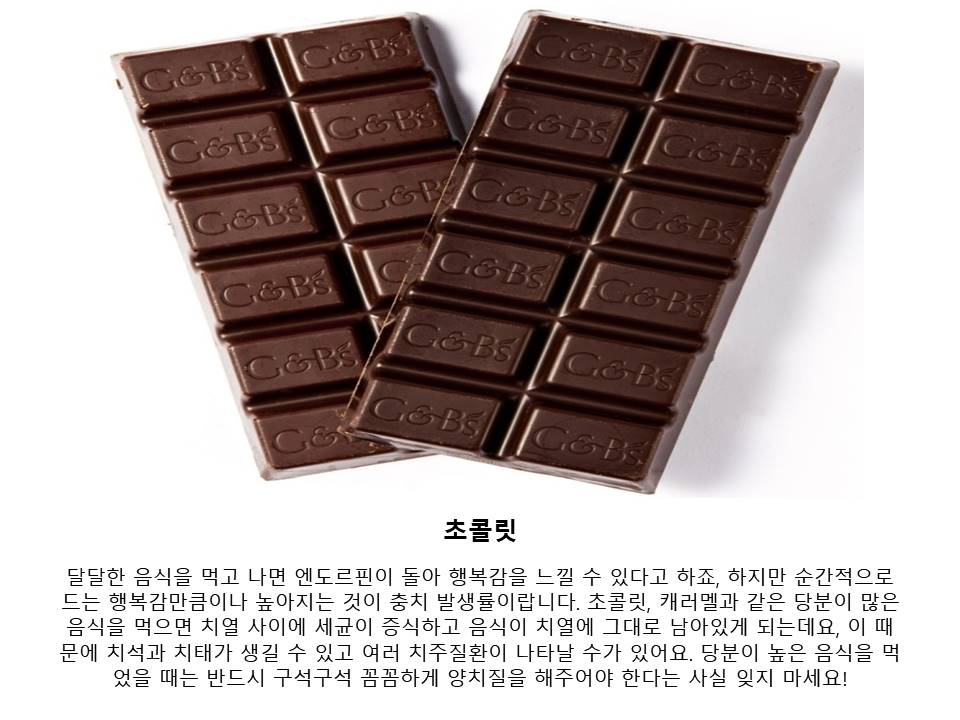 G&B's G&B's G&B's G&B's
G&B's G&B's G&B's G&B's
G&B's G&B's G&B's G&B's
G&B's G&B's G&B's
G&B's G&B's G&B's
G&B's G&B's
초콜릿
달달한 음식을 먹고 나면 엔도르핀이 돌아 행복감을 느낄 수 있다고 하죠, 하지만 순간적으로
드는 행복감만큼이나 높아지는 것이 충치 발생률이랍니다. 초콜릿, 캐러멜과 같은 당분이 많은
음식을 먹으면 치열 사이에 세균이 증식하고 음식이 치열에 그대로 남아있게 되는데요, 이 때
문에 치석과 치태가 생길 수 있고 여러 치주질환이 나타날 수가 있어요. 당분이 높은 음식을 먹
었을 때는 반드시 구석구석 꼼꼼하게 양치질을 해주어야 한다는 사실 잊지 마세요!